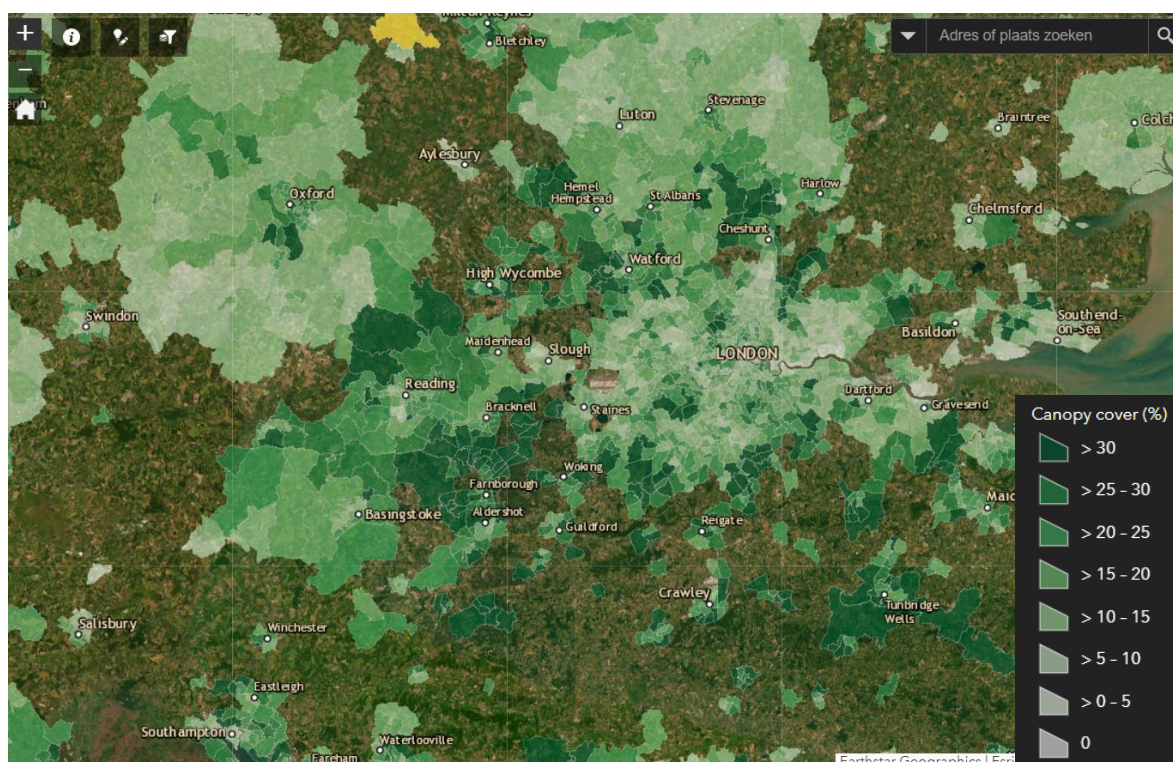 Milton Keynes
Bletchley
+
−
Adres of plaats zoeken
Luton
Stevenage
Braintree
Aylesbury
Oxford
Hemel
Hempstead
St Albans
Harlow
Cheshunt
Chelmsford
High Wycombe
Watford
Swindon
Maidenhead
Slough
LONDON
Basildon
Southend-
on-Sea
Reading
Bracknell
Staines
Dartford
Gravesend
Woking
Farnborough
Aldershot
Basingstoke
Guildford
Reigate
Crawley
Tunbridge
Wells
Salisbury
Winchester
Eastleigh
Southampton
Waterlooville
Fareham
Canopy cover (%)
> 30
> 25 – 30
> 20 – 25
> 15 – 20
> 10 – 15
> 5 – 10
> 0 – 5
0
Earthstar Geographics | Esri